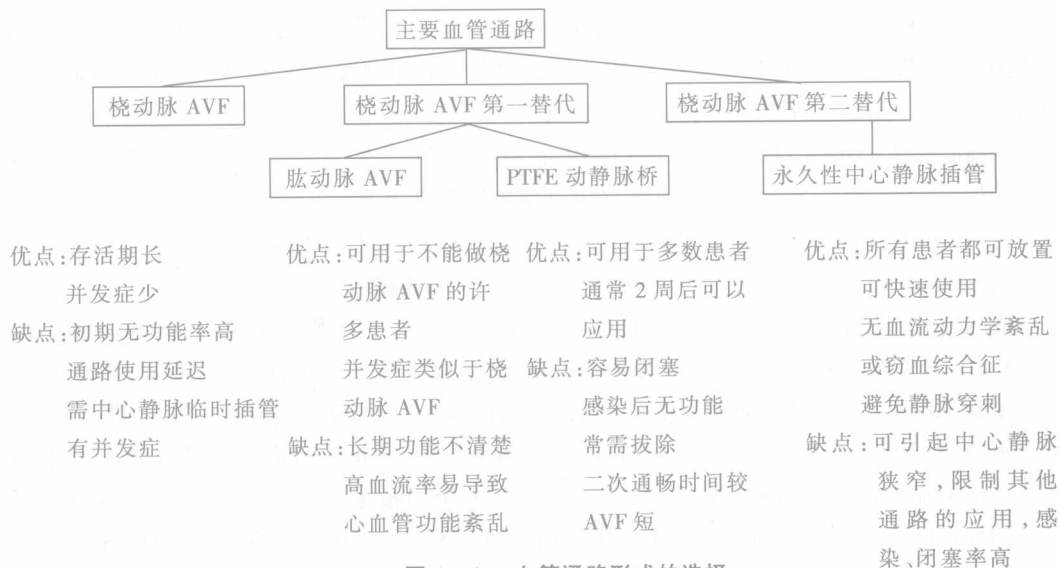 主要血管通路
桡动脉 AVF
桡动脉 AVF 第一替代
桡动脉 AVF 第二替代
肱动脉 AVF
PTFE 动静脉桥
永久性中心静脉插管
优点:存活期长
并发症少
缺点:初期无功能率高
通路使用延迟
需中心静脉临时插管
有并发症
优点:可用于不能做桡
动脉 AVF 的许
多患者
并发症类似于桡
动脉 AVF
缺点:长期功能不清楚
高血流率易导致
心血管功能紊乱
优点:可用于多数患者
通常 2 周后可以
应用
缺点:容易闭塞
感染后无功能
常需拔除
二次通畅时间较
AVF 短
优点:所有患者都可放置
可快速使用
无血流动力学紊乱
或窃血综合征
避免静脉穿刺
缺点:可引起中心静脉
狭窄,限制其他
通路的应用,感
染、闭塞率高